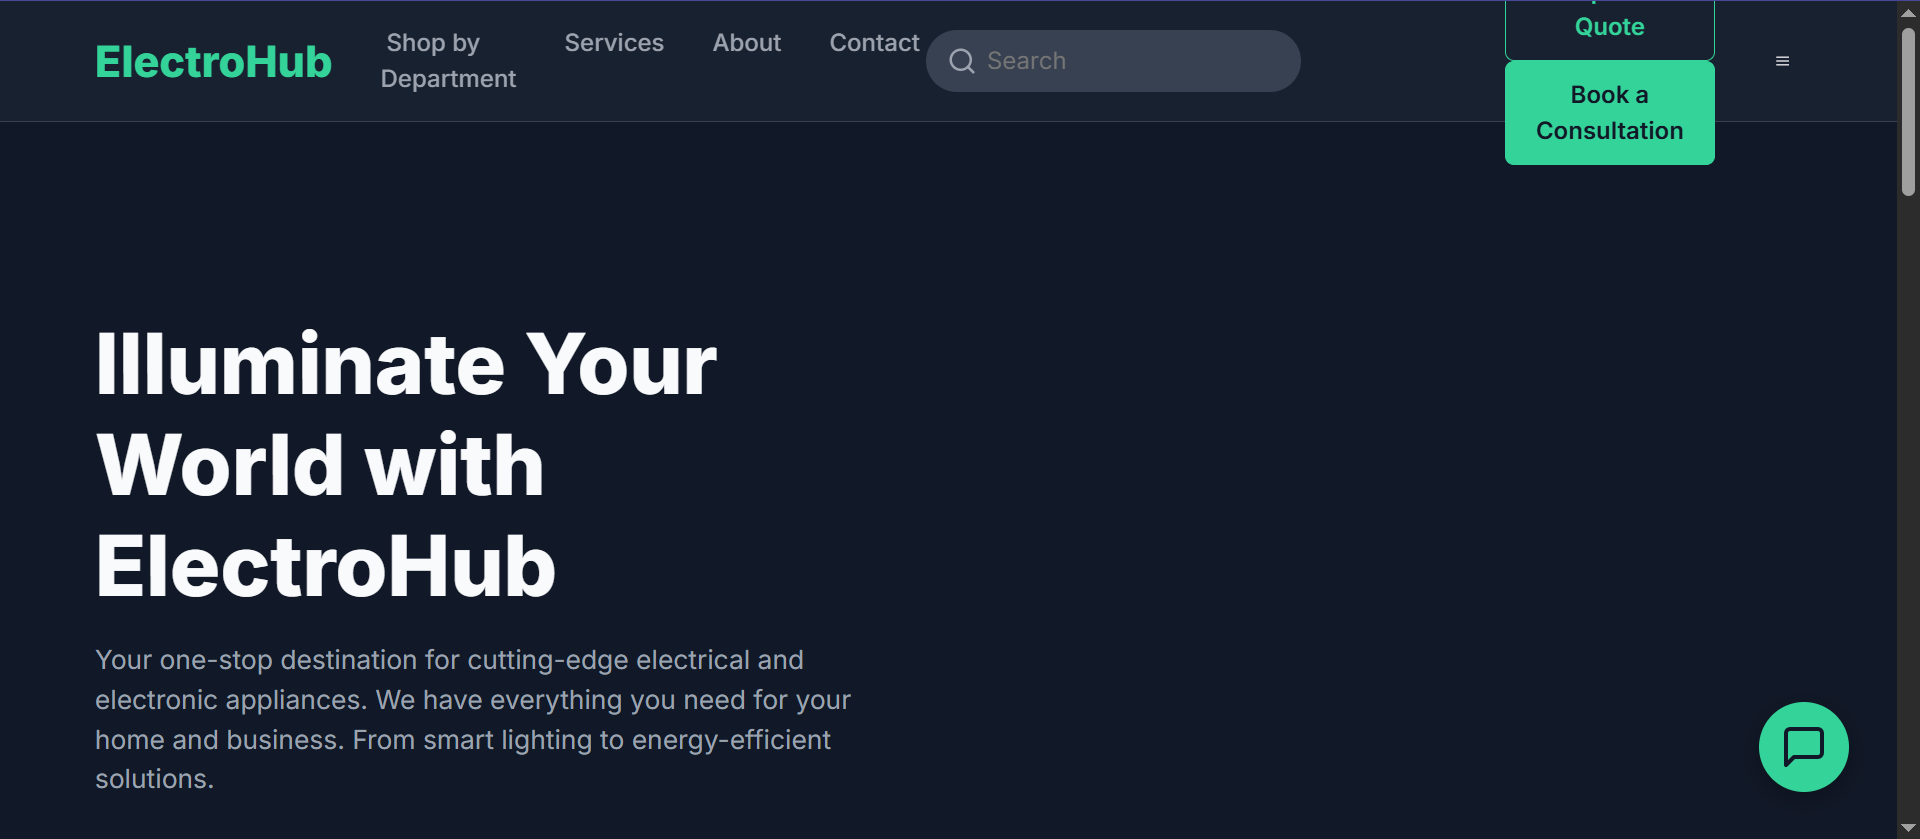 ElectroHub
Shop by
Department
Services
About
Contact
Search
Quote
Book a
Consultation
Illuminate Your
World with
ElectroHub
Your one-stop destination for cutting-edge electrical and
electronic appliances. We have everything you need for your
home and business. From smart lighting to energy-efficient
solutions.